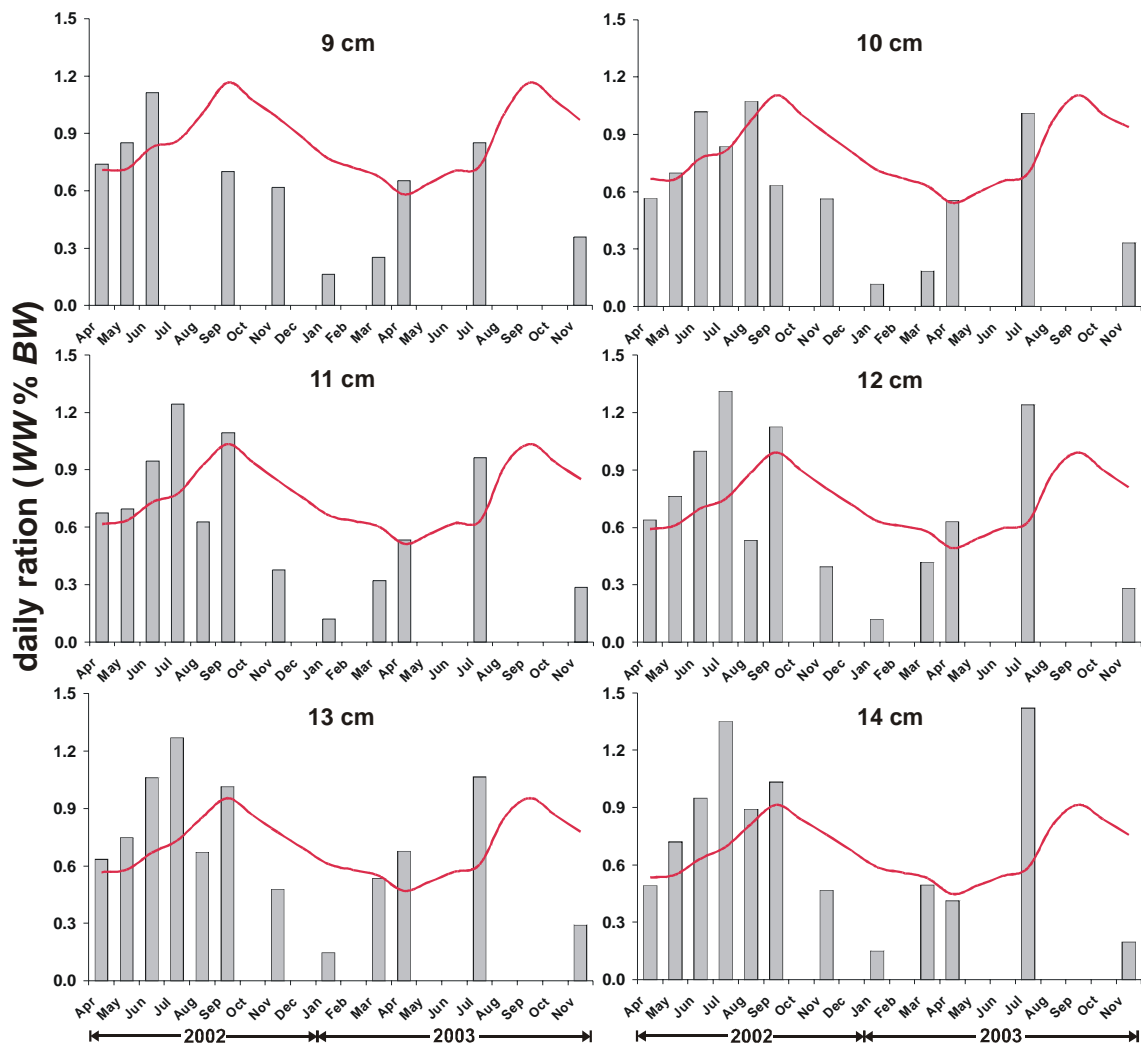 daily ration (WW % BW)
9 cm
1.5
1.2
0.9
0.6
0.3
0.0
Apr May Jun Jul Aug Sep Oct Nov Dec Jan Feb Mar Apr May Jun Jul Aug Sep Oct Nov
10 cm
1.5
1.2
0.9
0.6
0.3
0.0
Apr May Jun Jul Aug Sep Oct Nov Dec Jan Feb Mar Apr May Jun Jul Aug Sep Oct Nov
11 cm
1.5
1.2
0.9
0.6
0.3
0.0
Apr May Jun Jul Aug Sep Oct Nov Dec Jan Feb Mar Apr May Jun Jul Aug Sep Oct Nov
12 cm
1.5
1.2
0.9
0.6
0.3
0.0
Apr May Jun Jul Aug Sep Oct Nov Dec Jan Feb Mar Apr May Jun Jul Aug Sep Oct Nov
13 cm
1.5
1.2
0.9
0.6
0.3
0.0
Apr May Jun Jul Aug Sep Oct Nov Dec Jan Feb Mar Apr May Jun Jul Aug Sep Oct Nov
2002 2003
14 cm
1.5
1.2
0.9
0.6
0.3
0.0
Apr May Jun Jul Aug Sep Oct Nov Dec Jan Feb Mar Apr May Jun Jul Aug Sep Oct Nov
2002 2003